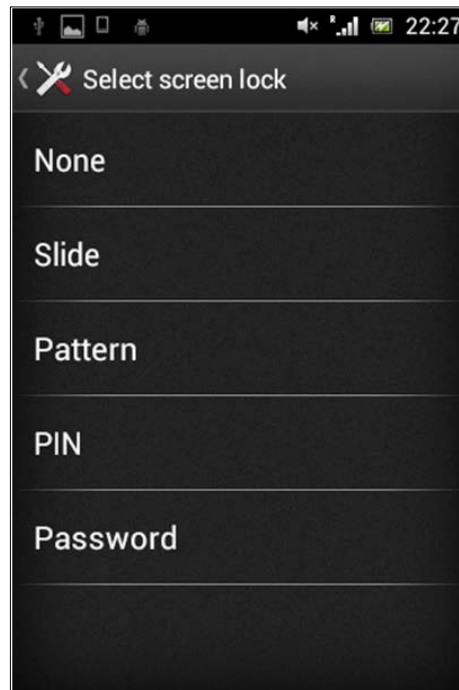 R 22:27
Select screen lock
None
Slide
Pattern
PIN
Password